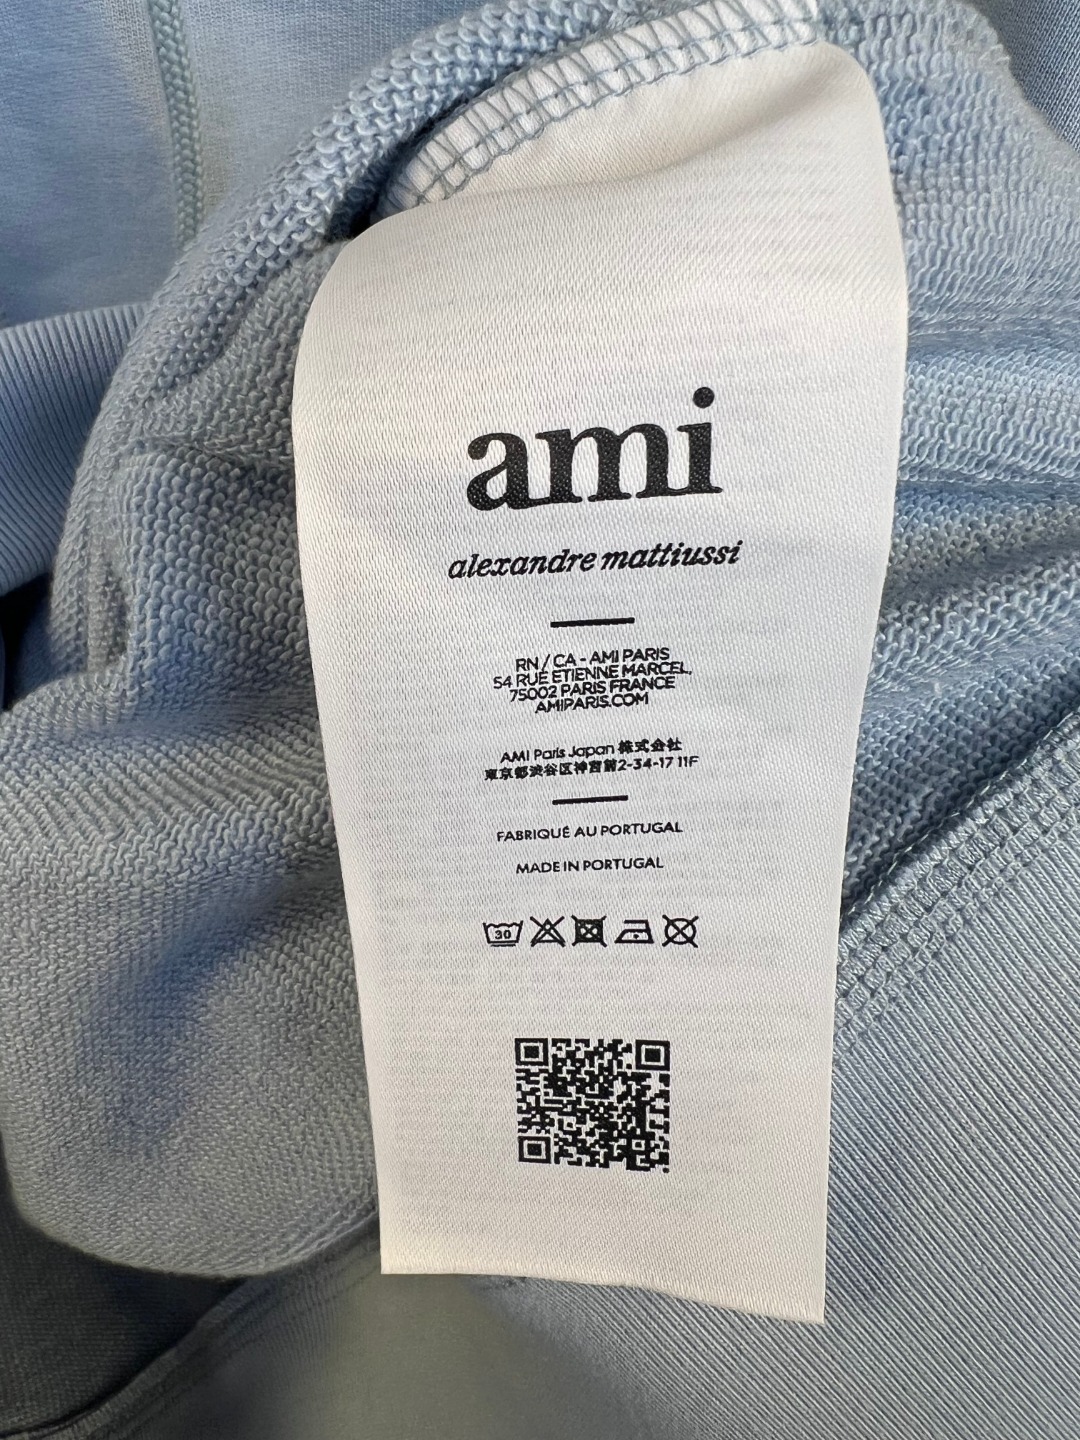 ami
alexandre mattiussi
RN / CA - AMI PARIS
54 RUE ETIENNE MARCEL,
75002 PARIS FRANCE
AMIPARIS.COM
AMI Paris Japan 株式会社
東京都渋谷区神宮前2-34-17 11F
FABRIQUÉ AU PORTUGAL
MADE IN PORTUGAL
30